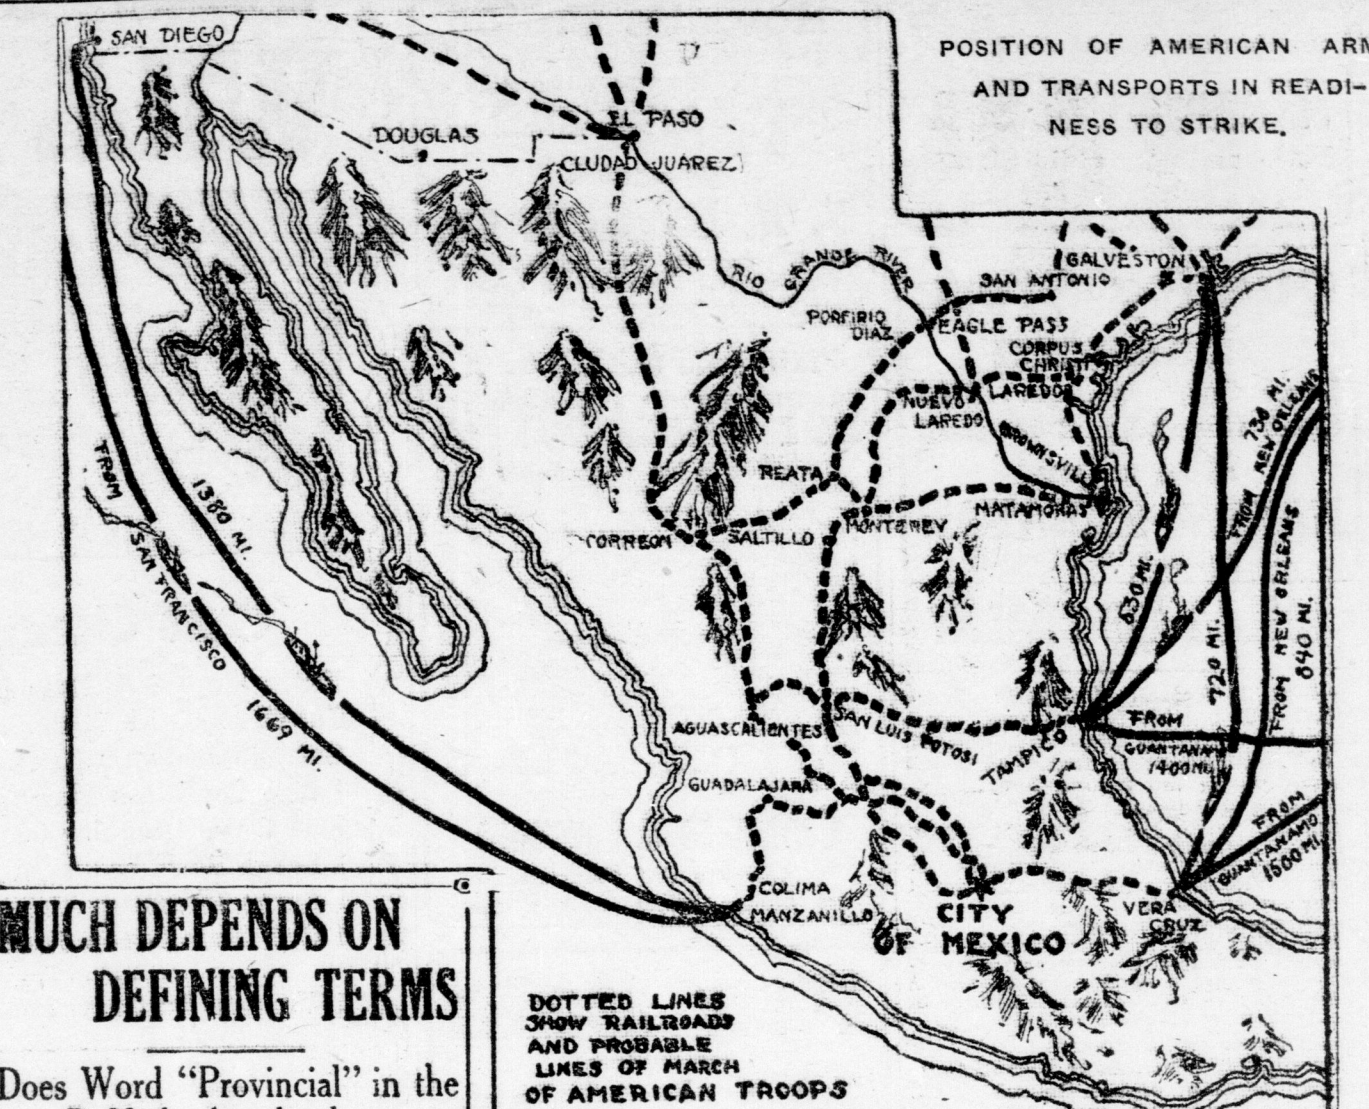 POSITION OF AMERICAN ARM
AND TRANSPORTS IN READI-
NESS TO STRIKE.
SAN DIEGO
DOUGLAS
EL PASO
CLUDAD JUAREZ
RIO GRANDE RIVER
GALVESTON
SAN ANTONIO
PORFIRIO
DIAZ
EAGLE PASS
CORPUS
CHRISTI
LAREDO
NUEVO
LAREDO
BROWNSVILLE
REATA
MATAMORAS
MONTEREY
CORREON
SALTILLO
738 MI.
FROM NEW ORLEANS
FROM
SAN FRANCISCO
1380 MI.
1669 MI.
530 MI.
720 MI.
FROM NEW ORLEANS
840 MI.
AGUASCALIENTES
SAN LUIS POTOSI
TAMPICO
FROM
GUANTANAMO
1400 MI.
GUADALAJARA
FROM
GUANTANAMO
1500 MI.
COLIMA
MANZANILLO
CITY
OF MEXICO
VERA
CRUZ
DOTTED LINES
SHOW RAILROADS
AND PROBABLE
LINES OF MARCH
OF AMERICAN TROOPS
MUCH DEPENDS ON
DEFINING TERMS
Does Word “Provincial” in the